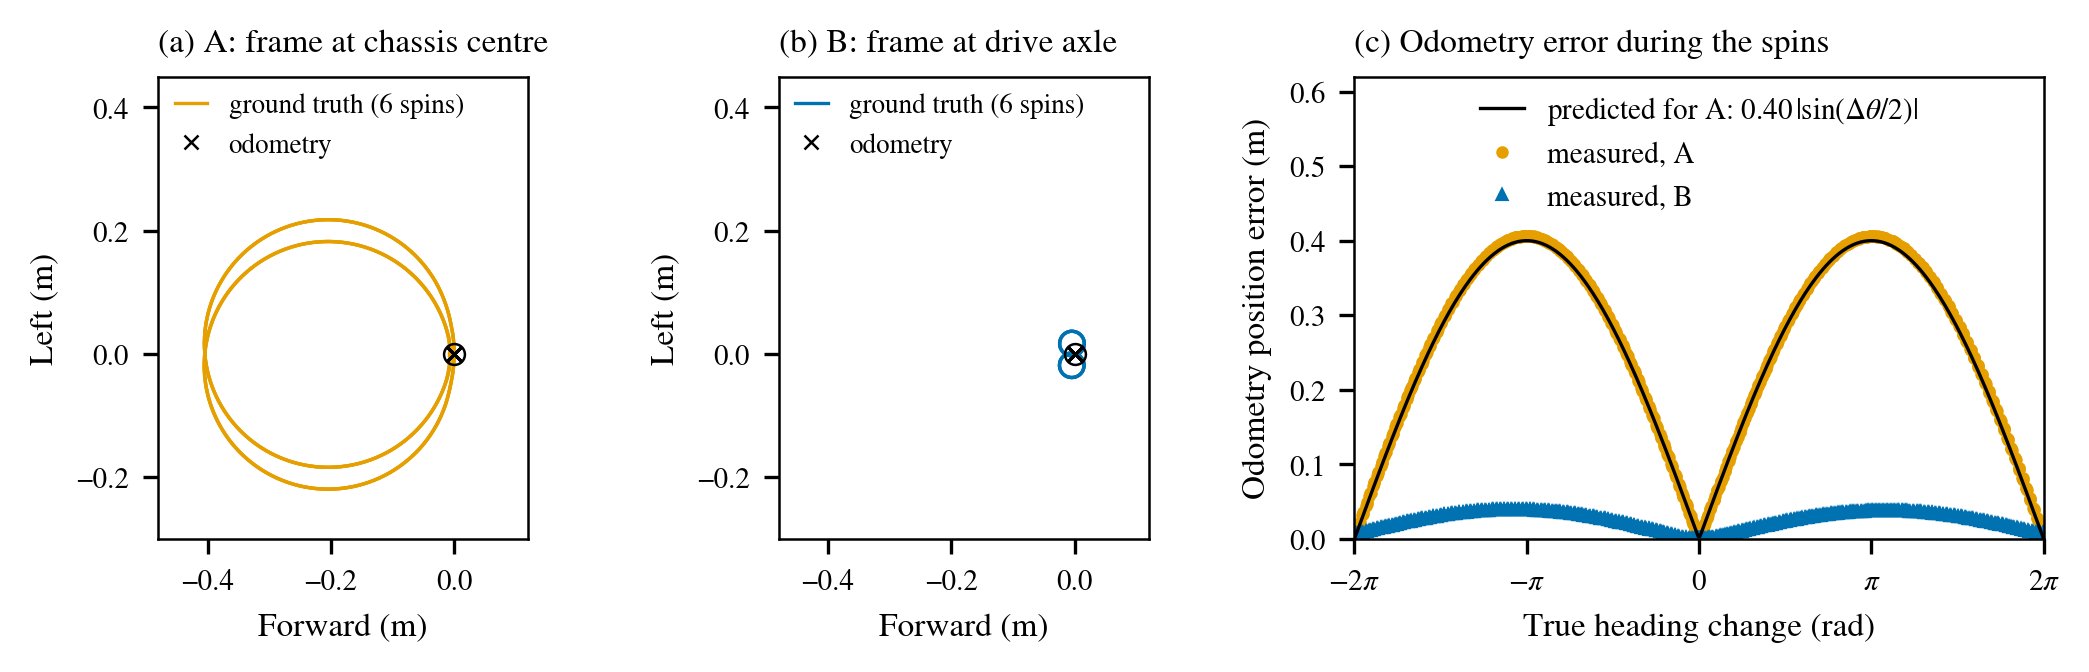 (a) A: frame at chassis centre
ground truth (6 spins)
odometry
0.4
0.2
0.0
−0.2
−0.4
−0.2
0.0
Left (m)
Forward (m)
(b) B: frame at drive axle
ground truth (6 spins)
odometry
0.4
0.2
0.0
−0.2
−0.4
−0.2
0.0
Left (m)
Forward (m)
(c) Odometry error during the spins
predicted for A: 0.40|sin(Δθ/2)|
measured, A
measured, B
0.6
0.5
0.4
0.3
0.2
0.1
0.0
−2π
−π
0
π
2π
Odometry position error (m)
True heading change (rad)